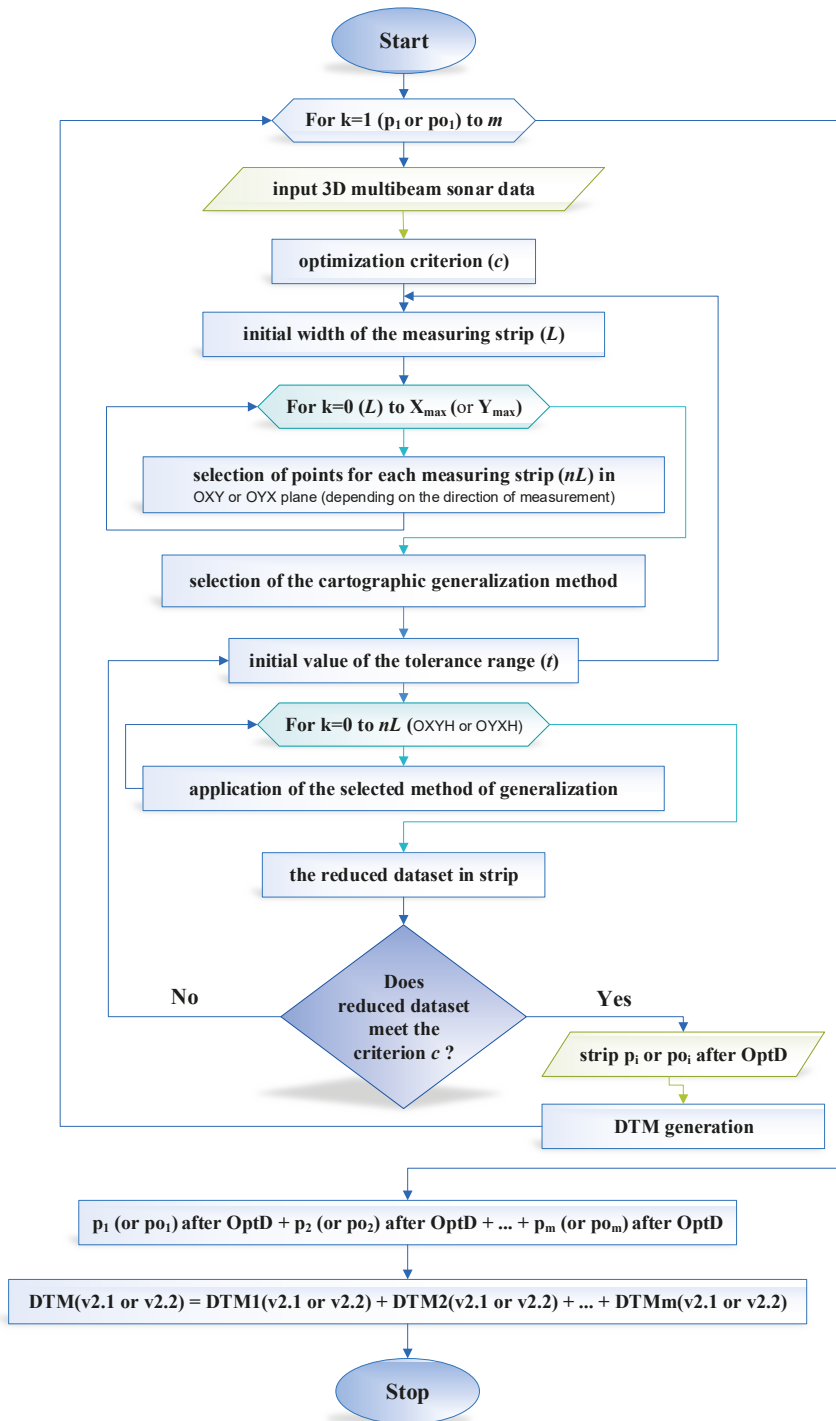 Start
For k=1 (p₁ or po₁) to m
input 3D multibeam sonar data
optimization criterion (c)
initial width of the measuring strip (L)
For k=0 (L) to Xmax (or Ymax)
selection of points for each measuring strip (nL) in
OXY or OYX plane (depending on the direction of measurement)
selection of the cartographic generalization method
initial value of the tolerance range (t)
For k=0 to nL (OXYH or OYXH)
application of the selected method of generalization
the reduced dataset in strip
Does
reduced dataset
meet the
criterion c ?
No
Yes
strip pᵢ or poᵢ after OptD
DTM generation
p₁ (or po₁) after OptD + p₂ (or po₂) after OptD + ... + pₘ (or poₘ) after OptD
DTM(v2.1 or v2.2) = DTM1(v2.1 or v2.2) + DTM2(v2.1 or v2.2) + ... + DTMm(v2.1 or v2.2)
Stop